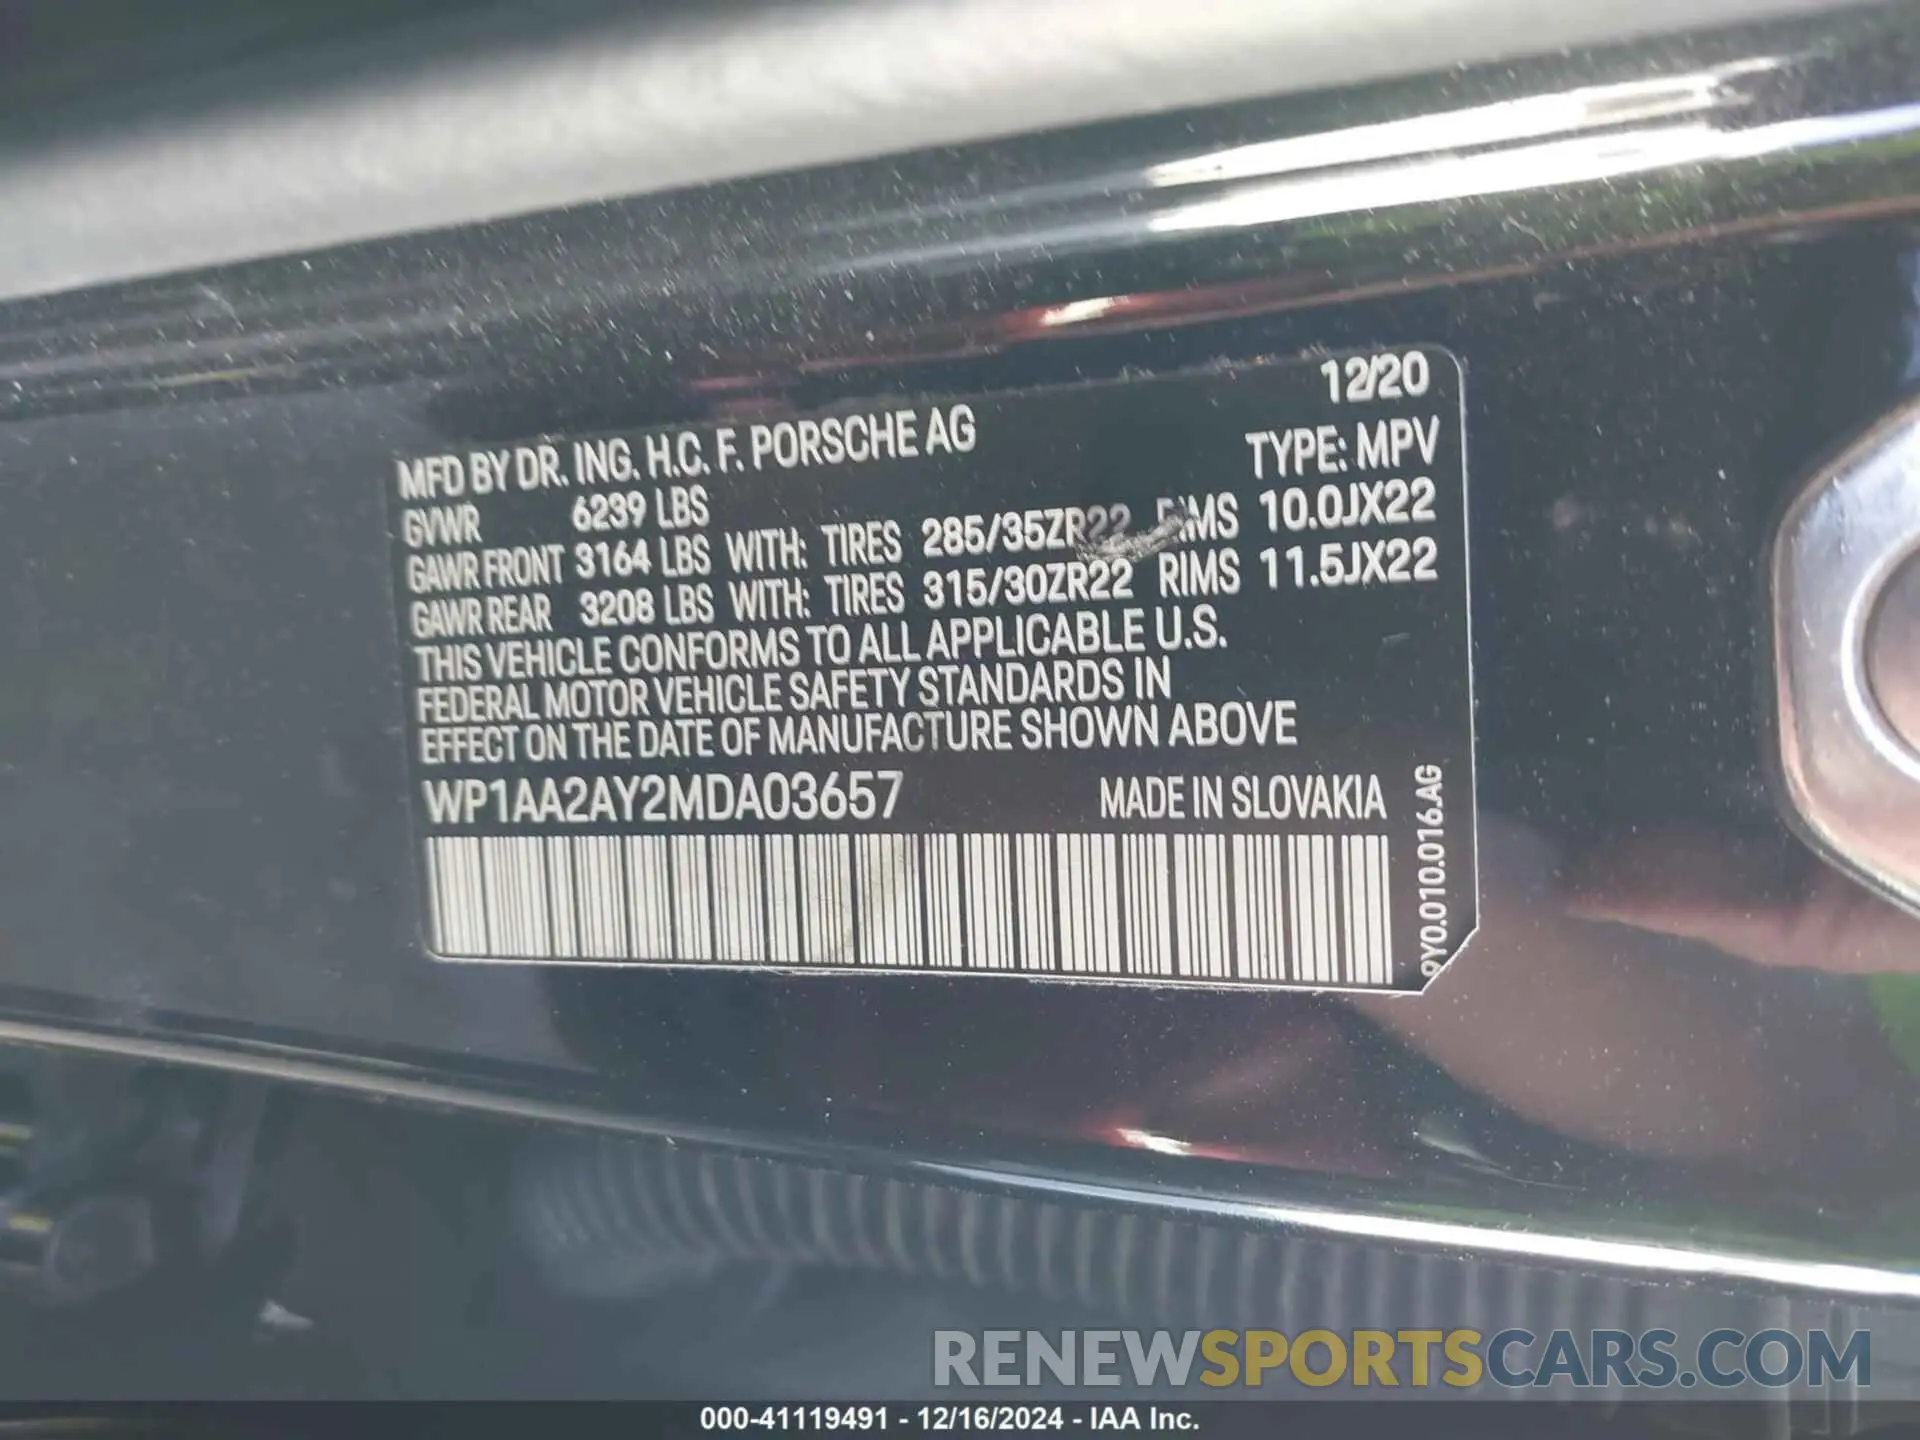 12/20
MFD BY DR. ING. H.C. F. PORSCHE AG TYPE: MPV
GVWR 6239 LBS
GAWR FRONT 3164 LBS WITH: TIRES 285/35ZR22 RIMS 10.0JX22
GAWR REAR 3208 LBS WITH: TIRES 315/30ZR22 RIMS 11.5JX22
THIS VEHICLE CONFORMS TO ALL APPLICABLE U.S.
FEDERAL MOTOR VEHICLE SAFETY STANDARDS IN
EFFECT ON THE DATE OF MANUFACTURE SHOWN ABOVE
WP1AA2AY2MDA03657 MADE IN SLOVAKIA
9Y0.010.016.AG
RENEWSPORTSCARS.COM
000-41119491 - 12/16/2024 - IAA Inc.